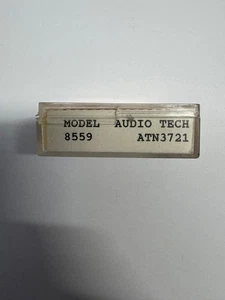 MODEL AUDIO TECH
8559 ATN3721